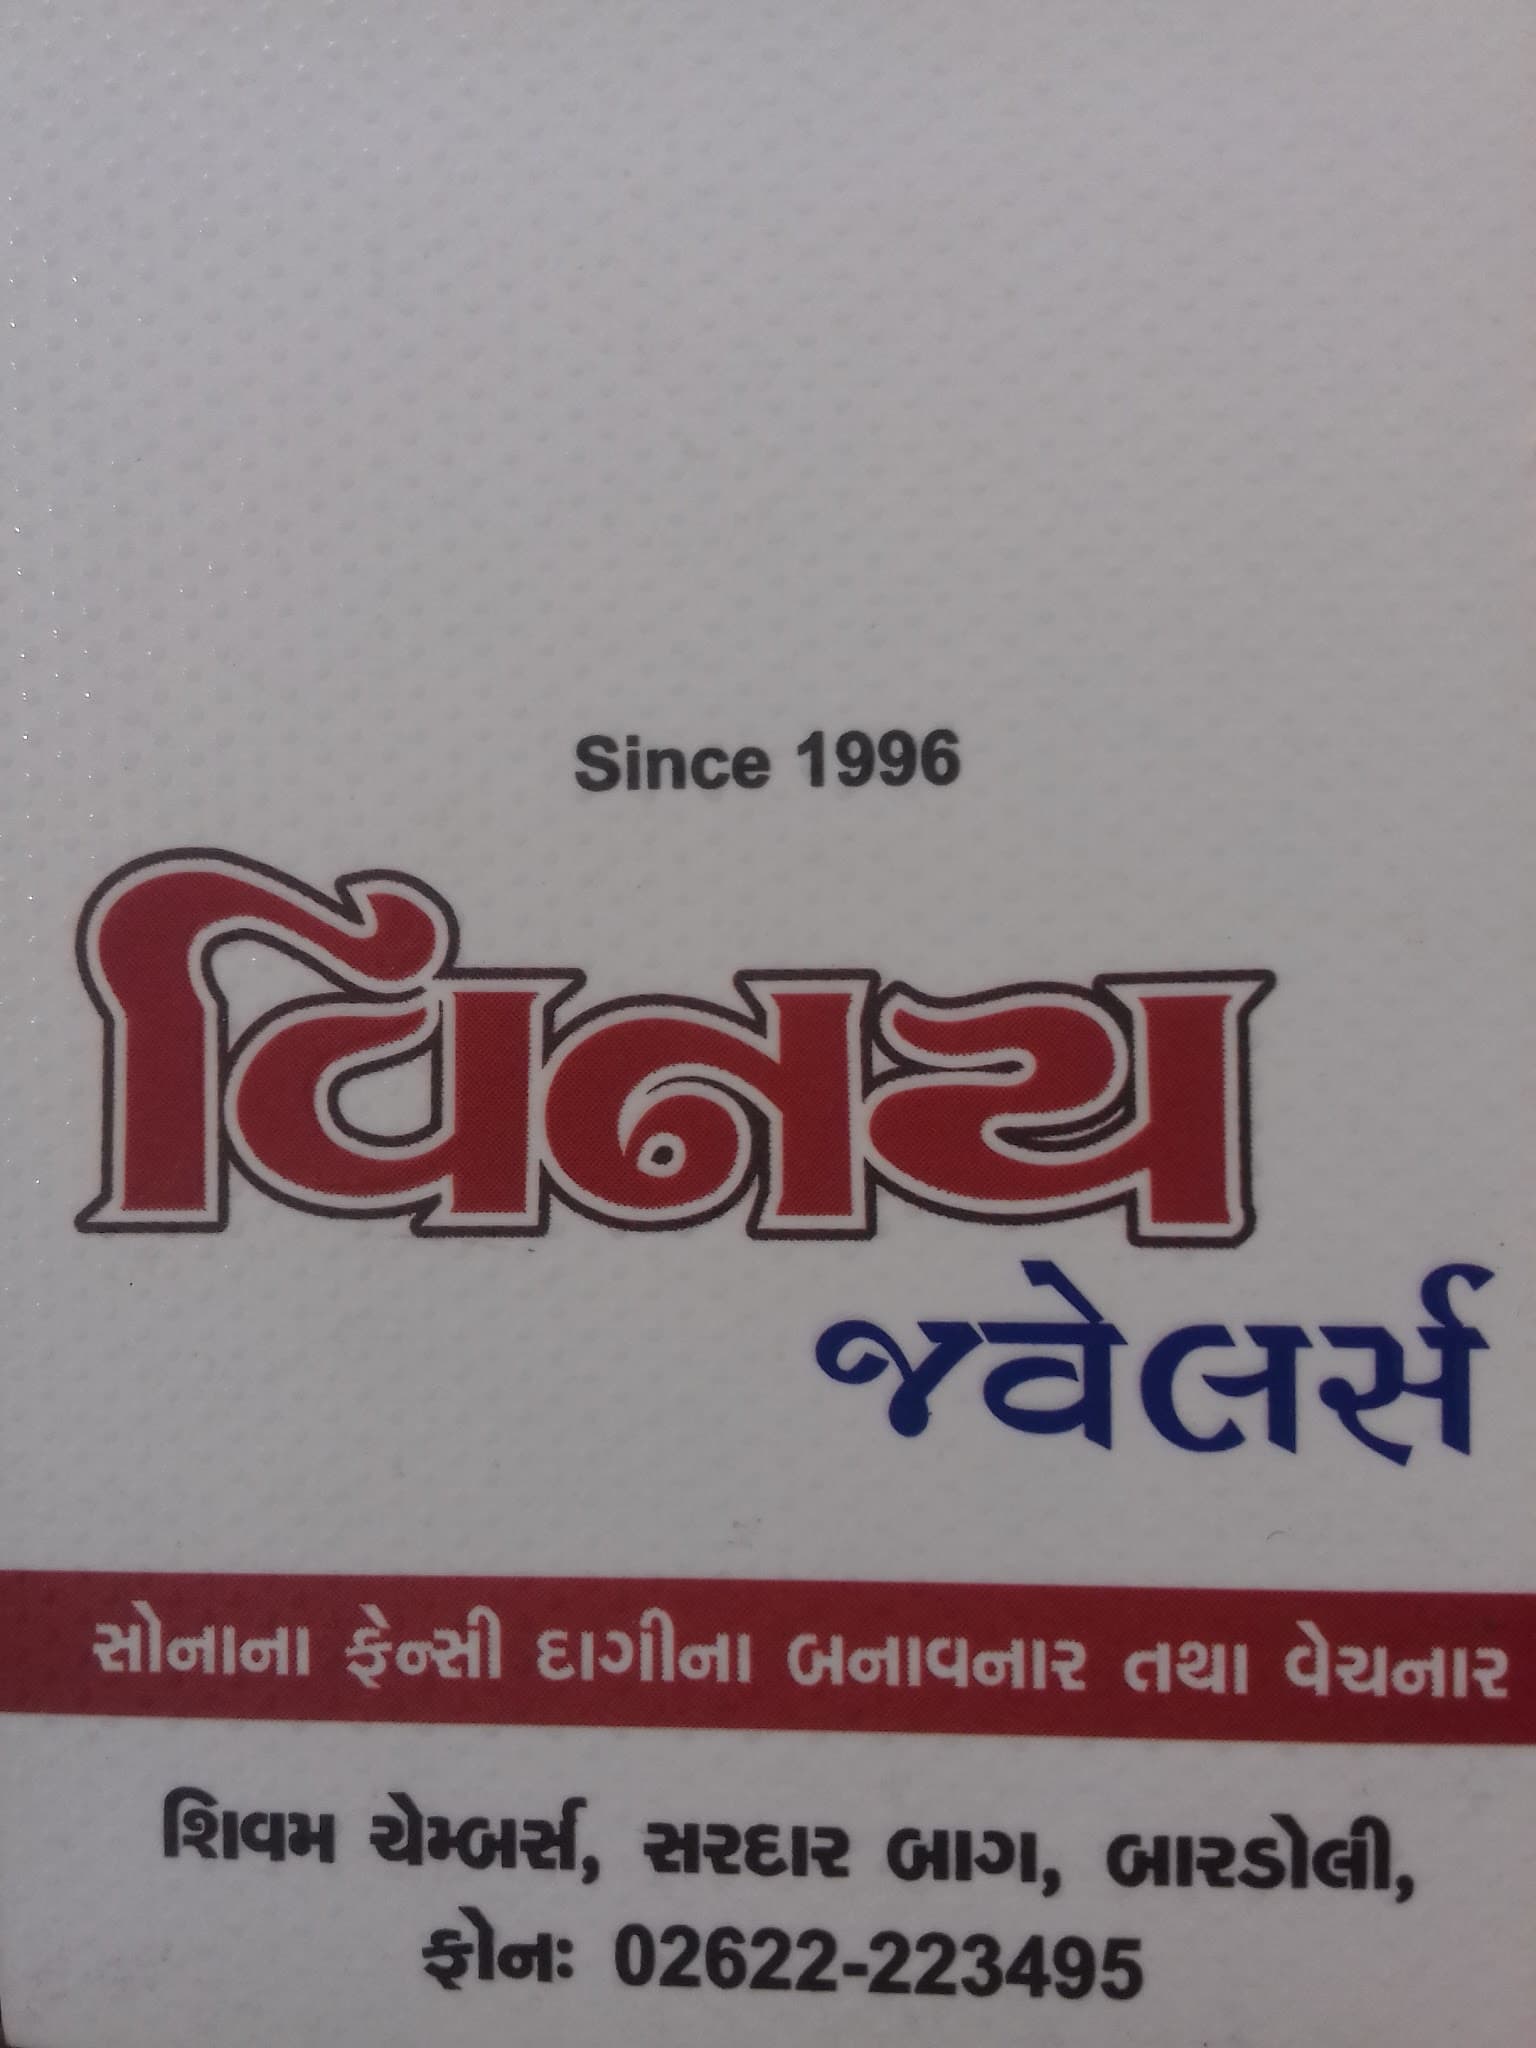 Since 1996
વિનય
જવેલર્સ
સોનાના ફેન્સી દાગીના બનાવનાર તથા વેચનાર
શિવમ ચેમ્બર્સ, સરદાર બાગ, બારડોલી,
ફોનઃ 02622-223495